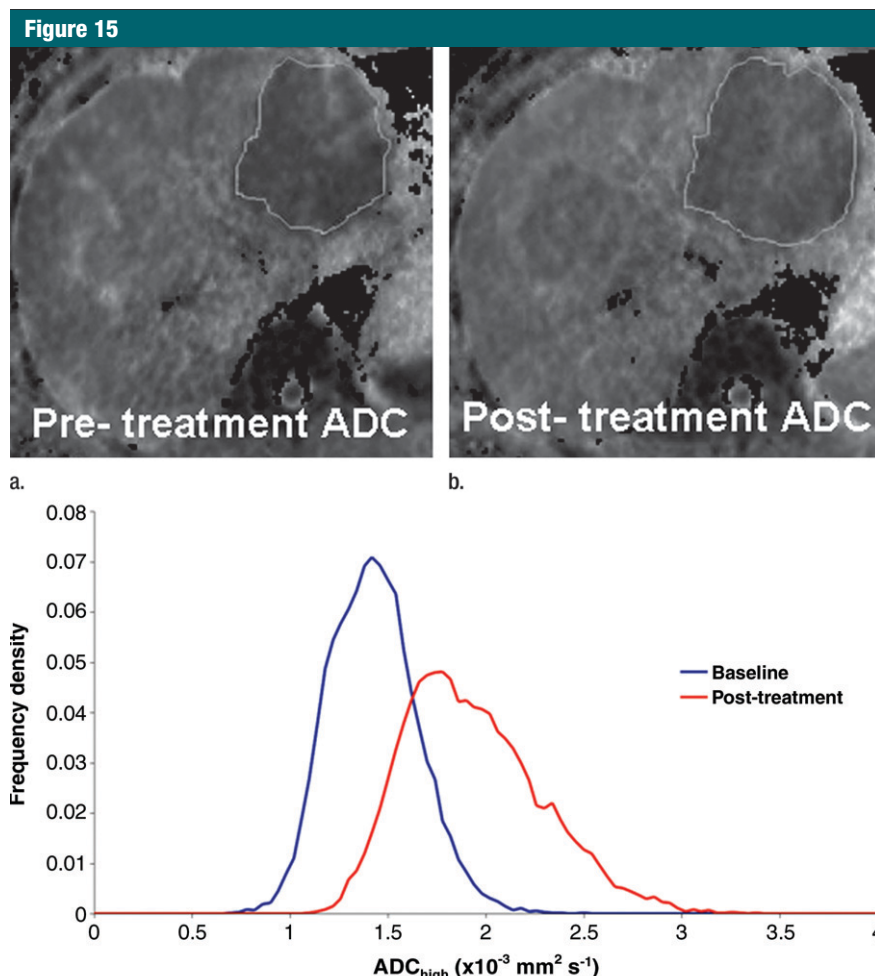 Figure 15
Pre- treatment ADC
Post- treatment ADC
a.
b.
0.08
0.07
0.06
0.05
0.04
0.03
0.02
0.01
0
Frequency density
Baseline
Post-treatment
0 0.5 1 1.5 2 2.5 3 3.5 4
ADChigh (x10-3 mm2 s-1)